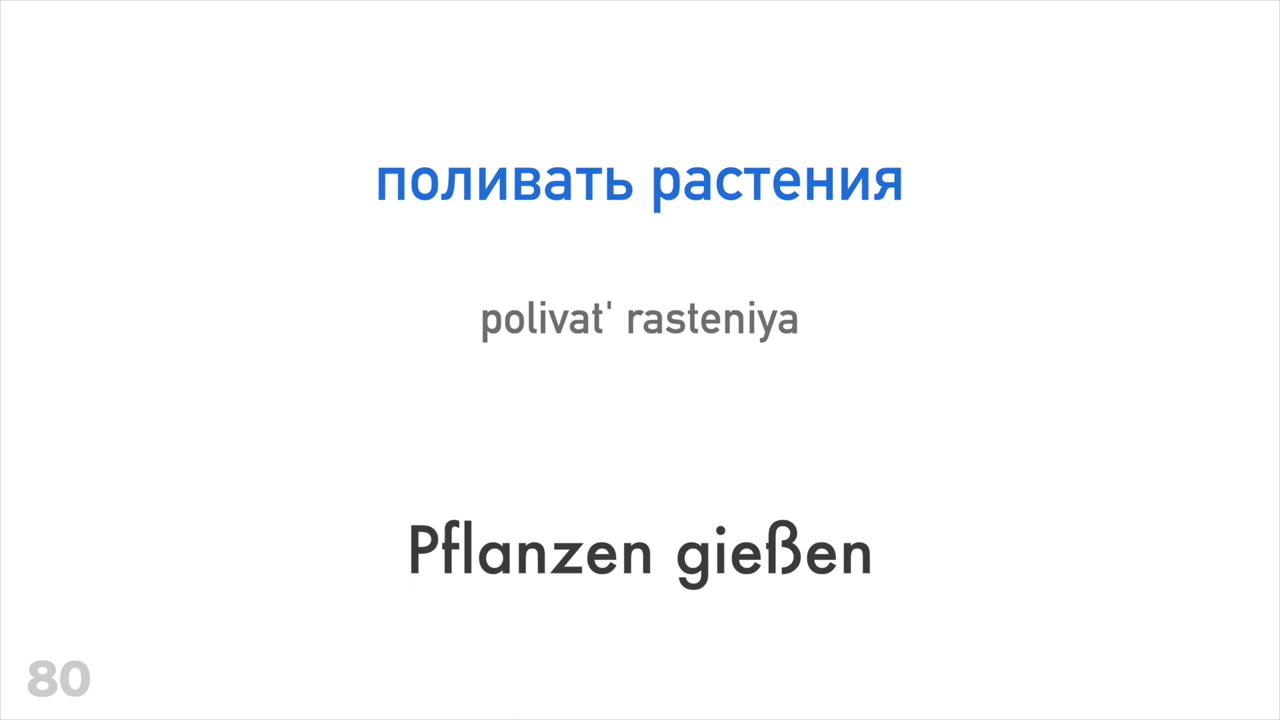 поливать растения
polivat' rasteniya
Pflanzen gießen
80